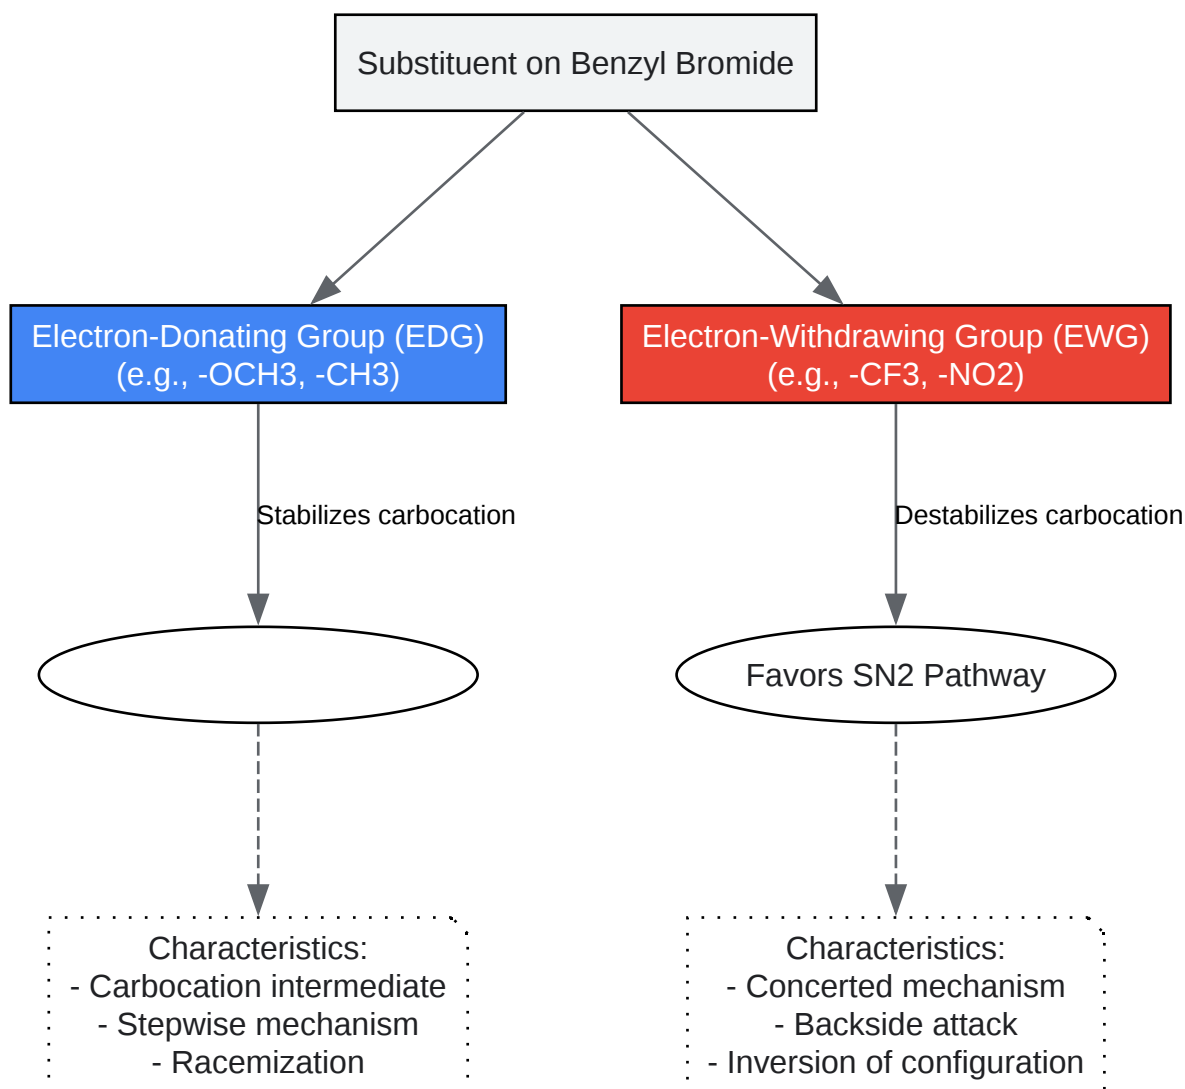 Substituent on Benzyl Bromide
Electron-Donating Group (EDG)
(e.g., -OCH3, -CH3)
Electron-Withdrawing Group (EWG)
(e.g., -CF3, -NO2)
Stabilizes carbocation
Destabilizes carbocation
Favors SN2 Pathway
Characteristics:
- Carbocation intermediate
- Stepwise mechanism
- Racemization
Characteristics:
- Concerted mechanism
- Backside attack
- Inversion of configuration